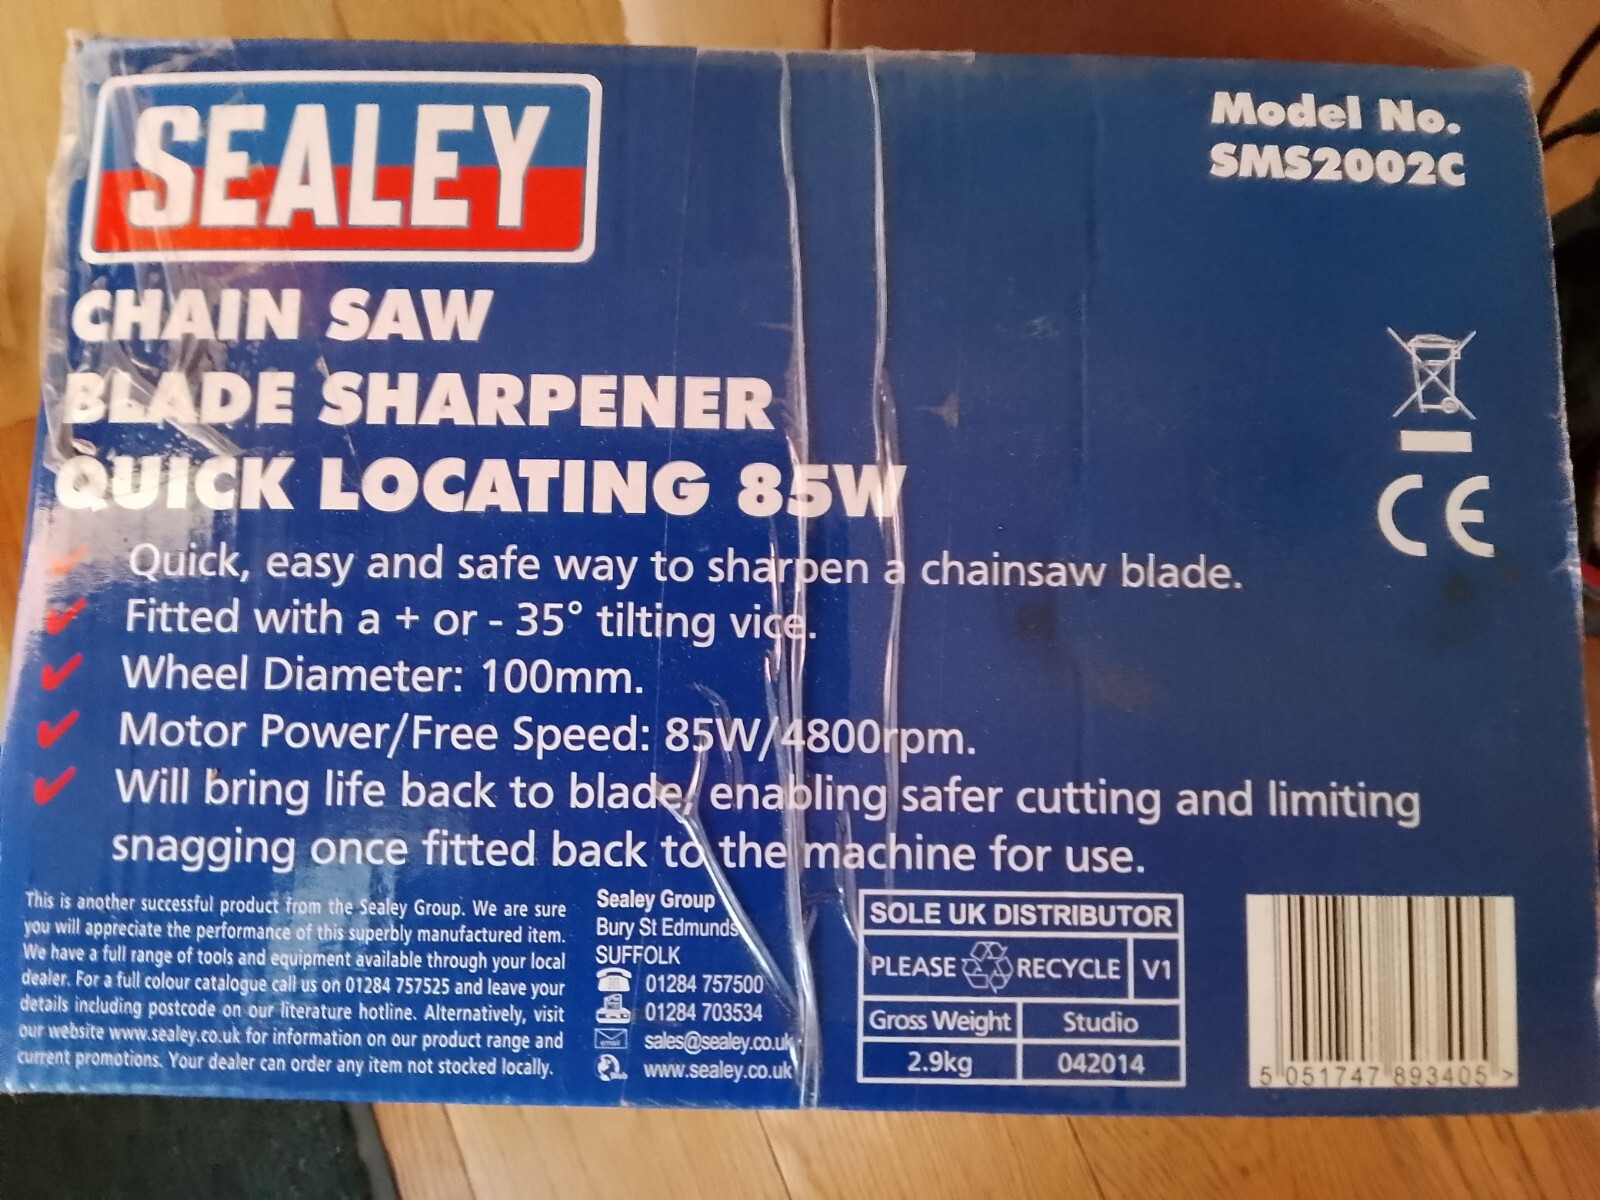 SEALEY
Model No.
SMS2002C
CHAIN SAW
BLADE SHARPENER
QUICK LOCATING 85W
CE
Quick, easy and safe way to sharpen a chainsaw blade.
Fitted with a + or - 35° tilting vice.
Wheel Diameter: 100mm.
Motor Power/Free Speed: 85W/4800rpm.
Will bring life back to blade, enabling safer cutting and limiting
snagging once fitted back to the machine for use.
This is another successful product from the Sealey Group. We are sure
you will appreciate the performance of this superbly manufactured item.
We have a full range of tools and equipment available through your local
dealer. For a full colour catalogue call us on 01284 757525 and leave your
details including postcode on our literature hotline. Alternatively, visit
our website www.sealey.co.uk for information on our product range and
current promotions. Your dealer can order any item not stocked locally.
Sealey Group
Bury St Edmunds
SUFFOLK
01284 757500
01284 703534
email sales@sealey.co.uk
Web www.sealey.co.uk
SOLE UK DISTRIBUTOR
PLEASE RECYCLE V1
Gross Weight Studio
2.9kg 042014
5 051747 893405 >